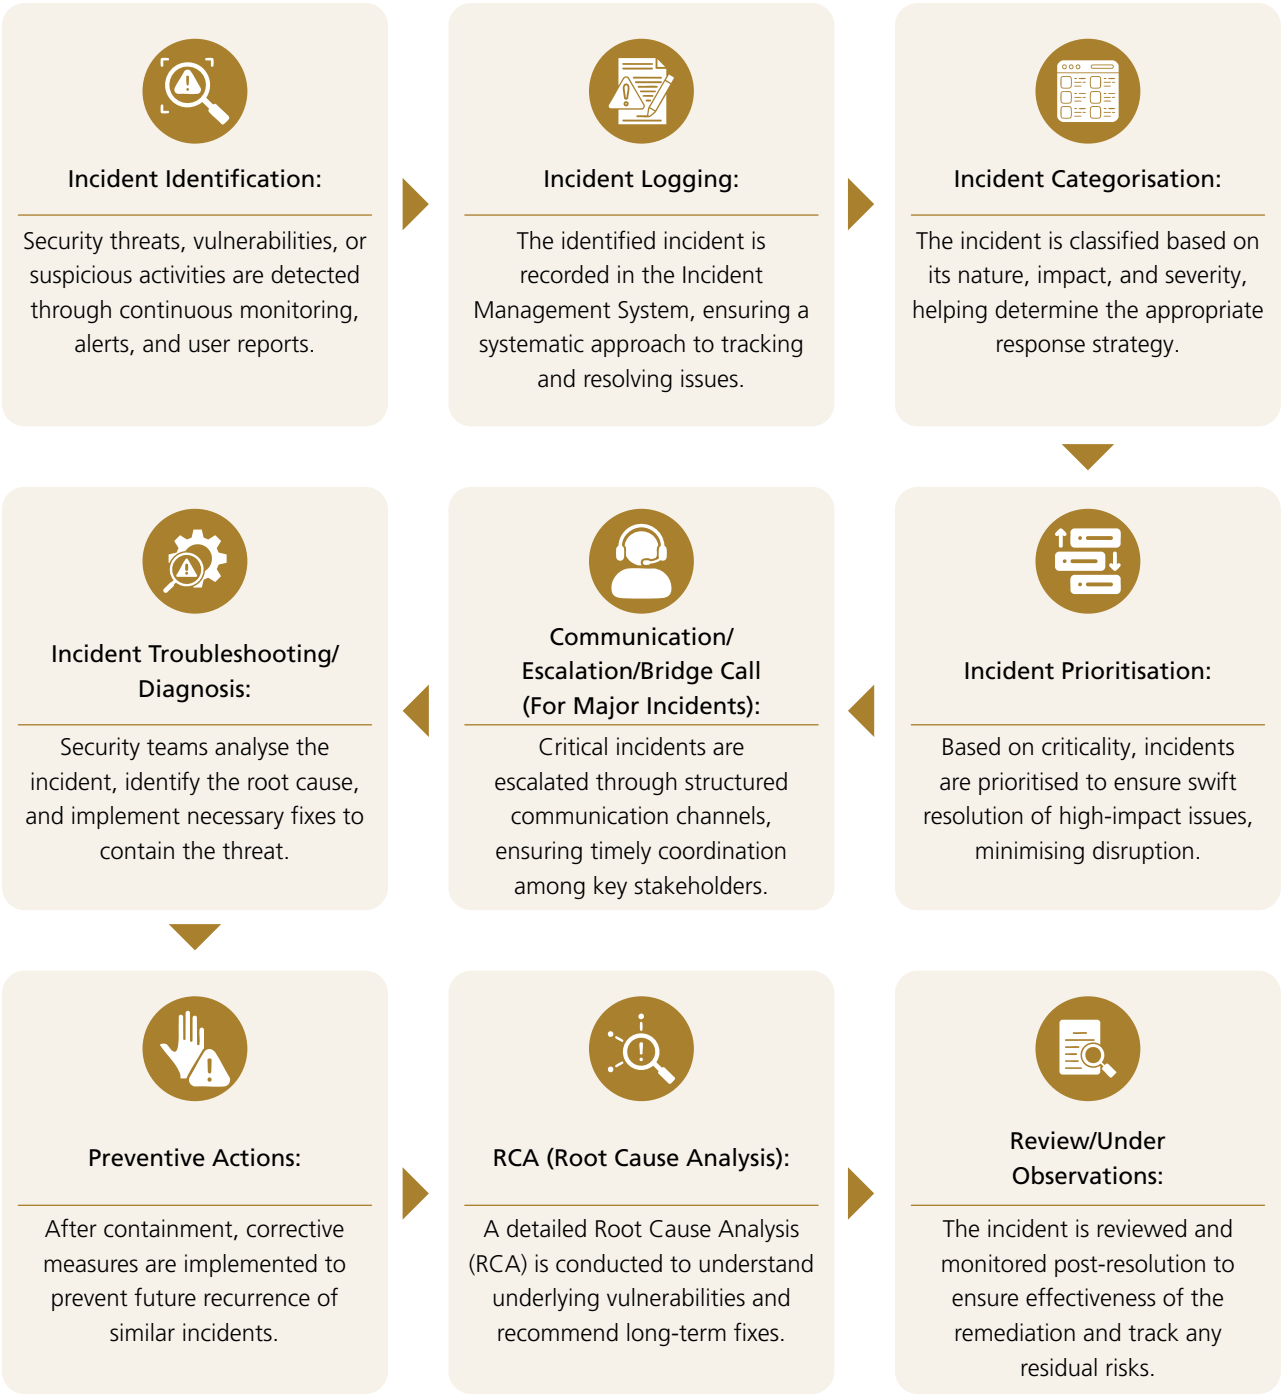 Incident Identification:
Security threats, vulnerabilities, or
suspicious activities are detected
through continuous monitoring,
alerts, and user reports.
Incident Logging:
The identified incident is
recorded in the Incident
Management System, ensuring a
systematic approach to tracking
and resolving issues.
Incident Categorisation:
The incident is classified based on
its nature, impact, and severity,
helping determine the appropriate
response strategy.
Incident Prioritisation:
Based on criticality, incidents
are prioritised to ensure swift
resolution of high-impact issues,
minimising disruption.
Communication/
Escalation/Bridge Call
(For Major Incidents):
Critical incidents are
escalated through structured
communication channels,
ensuring timely coordination
among key stakeholders.
Incident Troubleshooting/
Diagnosis:
Security teams analyse the
incident, identify the root cause,
and implement necessary fixes to
contain the threat.
Preventive Actions:
After containment, corrective
measures are implemented to
prevent future recurrence of
similar incidents.
RCA (Root Cause Analysis):
A detailed Root Cause Analysis
(RCA) is conducted to understand
underlying vulnerabilities and
recommend long-term fixes.
Review/Under
Observations:
The incident is reviewed and
monitored post-resolution to
ensure effectiveness of the
remediation and track any
residual risks.